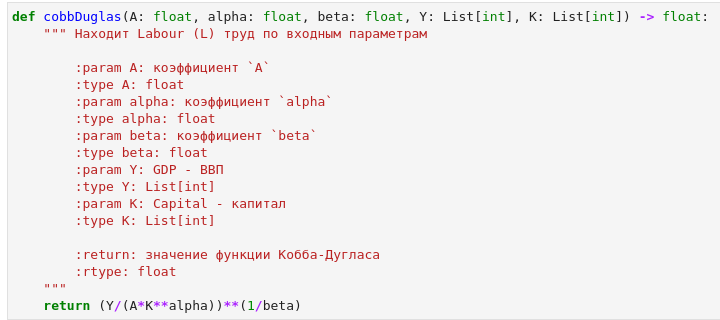 def cobbDuglas(A: float, alpha: float, beta: float, Y: List[int], K: List[int]) -> float:
    """ Находит Labour (L) труд по входным параметрам

        :param A: коэффициент `A`
        :type A: float
        :param alpha: коэффициент `alpha`
        :type alpha: float
        :param beta: коэффициент `beta`
        :type beta: float
        :param Y: GDP - ВВП
        :type Y: List[int]
        :param K: Capital - капитал
        :type K: List[int]

        :return: значение функции Кобба-Дугласа
        :rtype: float
    """
    return (Y/(A*K**alpha))**(1/beta)